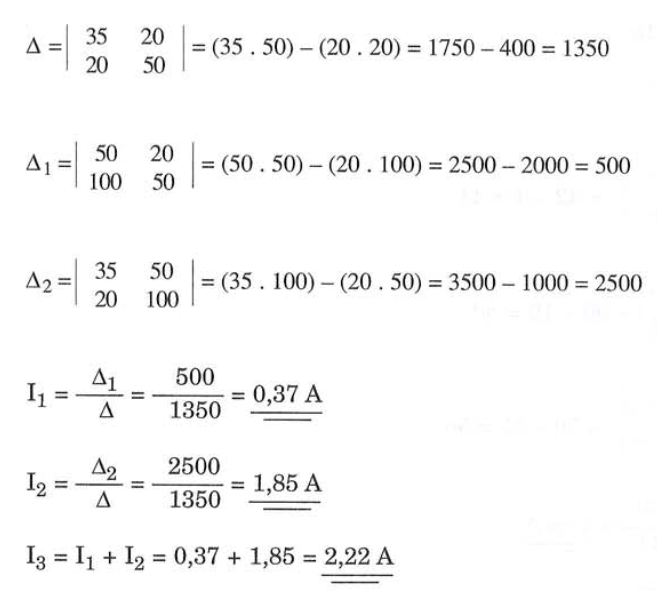 Δ = | 35 20 | = (35 . 50) – (20 . 20) = 1750 – 400 = 1350
20 50
Δ1 = | 50 20 | = (50 . 50) – (20 . 100) = 2500 – 2000 = 500
100 50
Δ2 = | 35 50 | = (35 . 100) – (20 . 50) = 3500 – 1000 = 2500
20 100
I1 = Δ1/Δ = 500/1350 = 0,37 A
I2 = Δ2/Δ = 2500/1350 = 1,85 A
I3 = I1 + I2 = 0,37 + 1,85 = 2,22 A